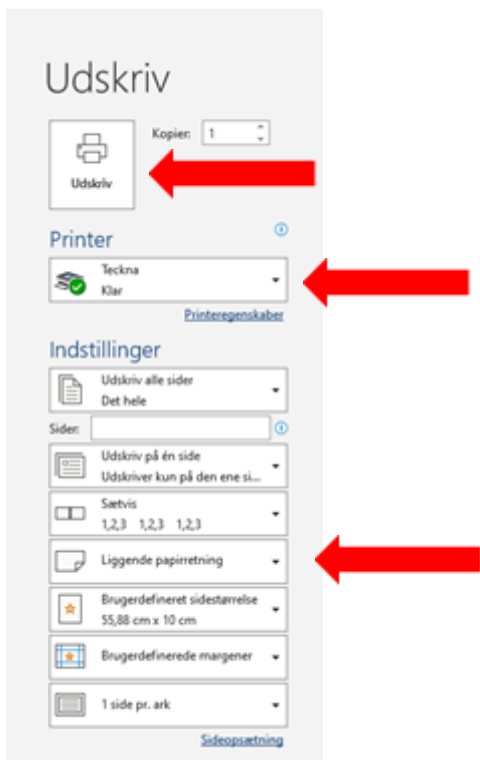 Udskriv
Kopier: 1
Udskriv
Printer
Teckna
Klar
Printeregenskaber
Indstillinger
Udskriv alle sider
Det hele
Sider:
Udskriv på én side
Udskriver kun på den ene si...
Sætvis
1,2,3 1,2,3 1,2,3
Liggende papirretning
Brugerdefineret sidestørrelse
55,88 cm x 10 cm
Brugerdefinerede margener
1 side pr. ark
Sideopsætning